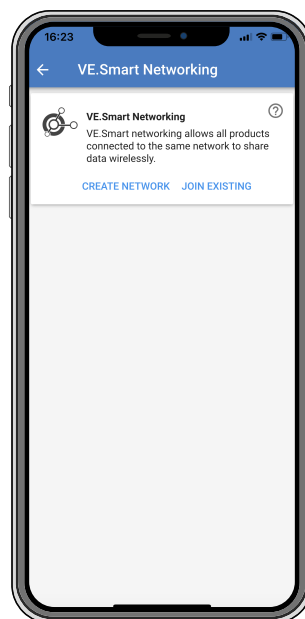 16:23
VE.Smart Networking
VE.Smart Networking
VE.Smart networking allows all products
connected to the same network to share
data wirelessly.
CREATE NETWORK JOIN EXISTING